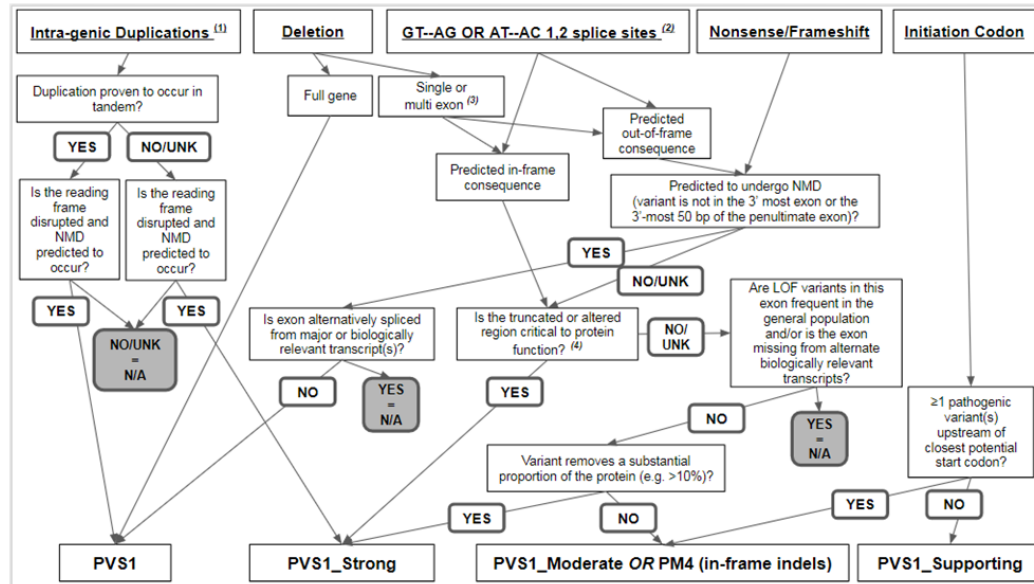 Intra-genic Duplications (1)
Deletion
GT--AG OR AT--AC 1,2 splice sites (2)
Nonsense/Frameshift
Initiation Codon
Duplication proven to occur in
tandem?
Full gene
Single or
multi exon (3)
Predicted
out-of-frame
consequence
YES
NO/UNK
Predicted in-frame
consequence
Is the reading
frame
disrupted and
NMD
predicted to
occur?
Is the reading
frame
disrupted and
NMD
predicted to
occur?
Predicted to undergo NMD
(variant is not in the 3' most exon or the
3'-most 50 bp of the penultimate exon)?
YES
NO/UNK
YES
YES
NO/UNK
=
N/A
Is exon alternatively spliced
from major or biologically
relevant transcript(s)?
Is the truncated or altered
region critical to protein
function? (4)
NO/
UNK
Are LOF variants in this
exon frequent in the
general population
and/or is the exon
missing from alternate
biologically relevant
transcripts?
NO
YES
=
N/A
YES
NO
YES
=
N/A
≥1 pathogenic
variant(s)
upstream of
closest potential
start codon?
Variant removes a substantial
proportion of the protein (e.g. >10%)?
YES
NO
YES
NO
PVS1
PVS1_Strong
PVS1_Moderate OR PM4 (in-frame indels)
PVS1_Supporting